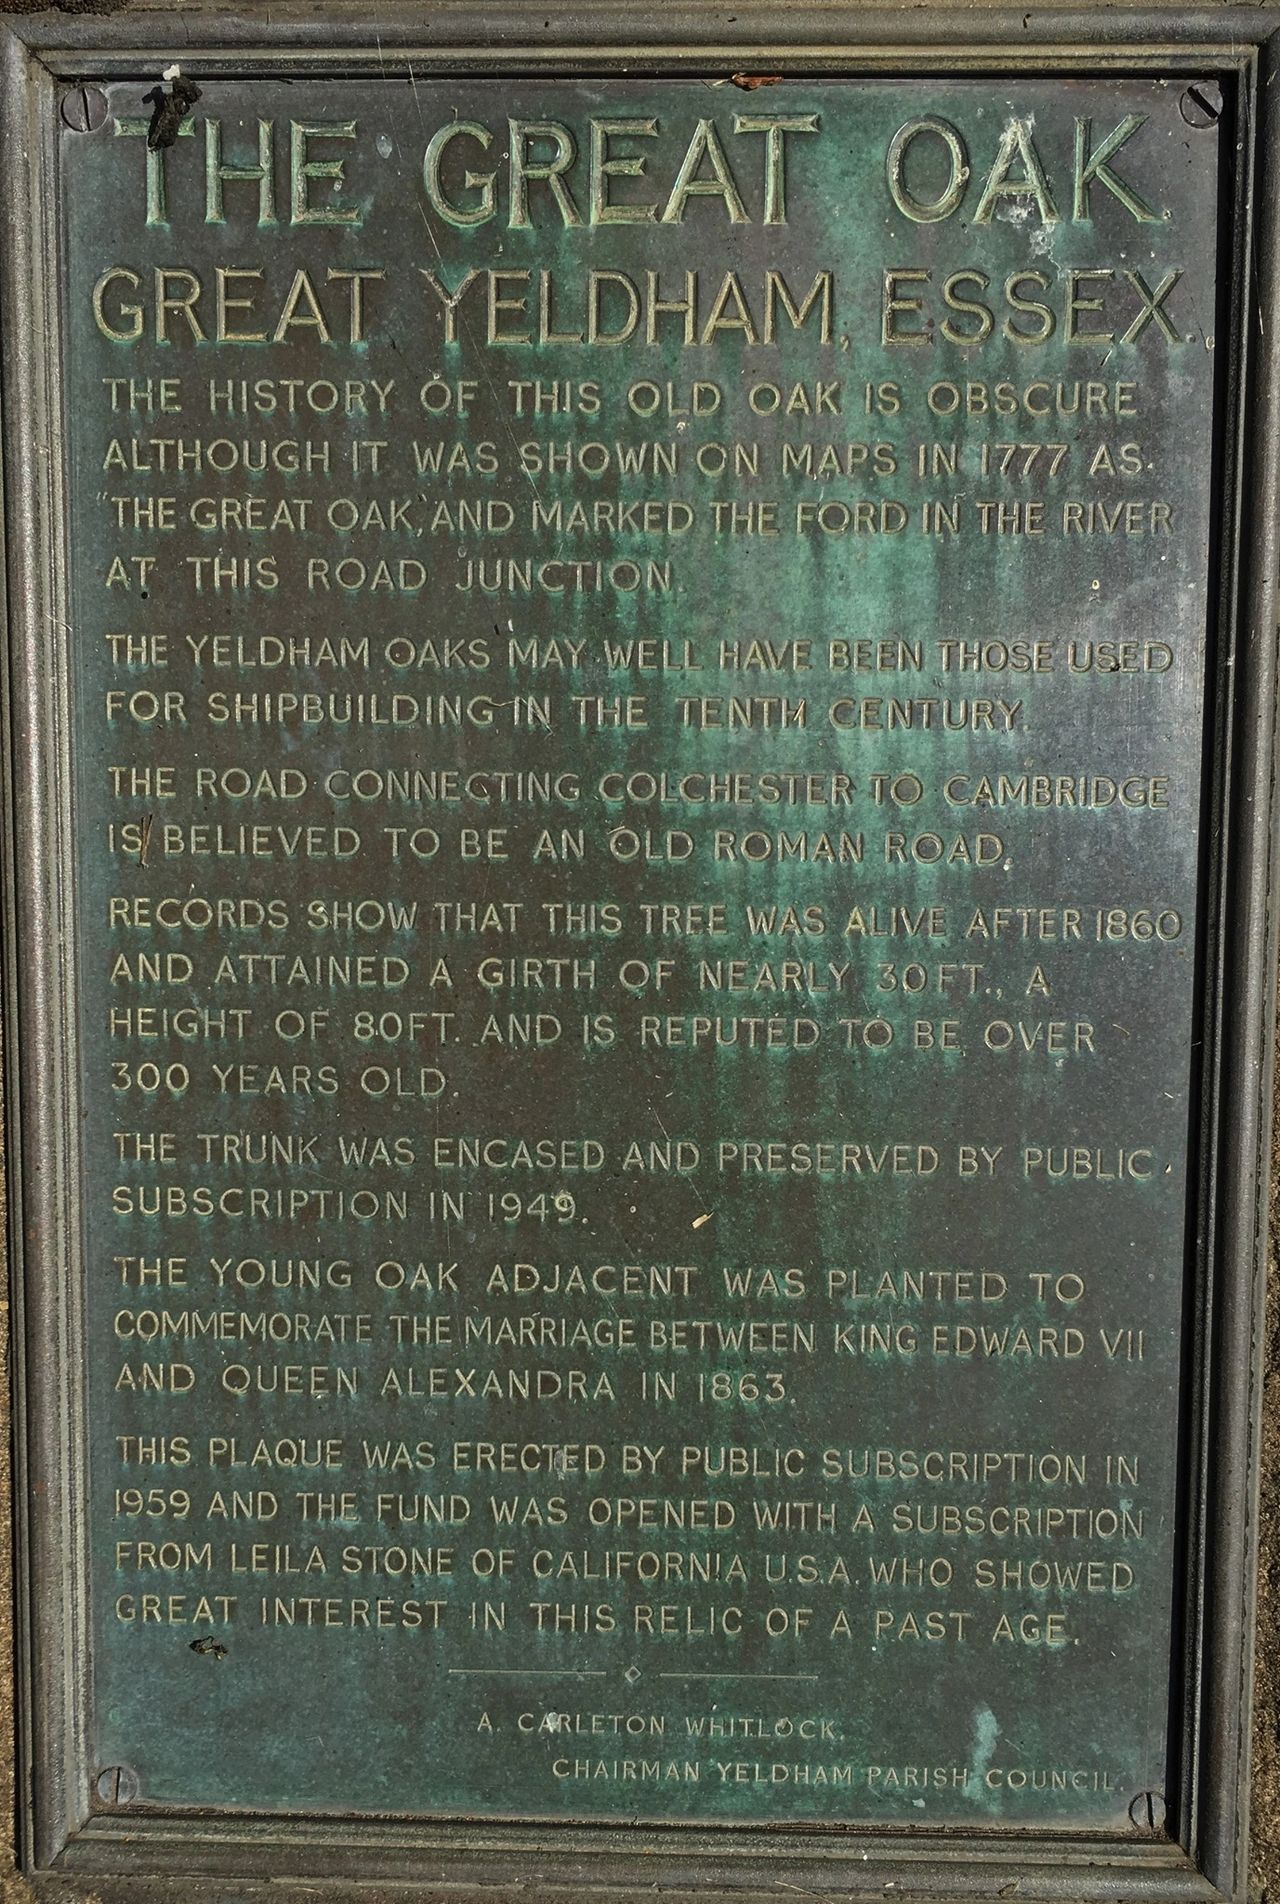 THE GREAT OAK.
GREAT YELDHAM, ESSEX.
THE HISTORY OF THIS OLD OAK IS OBSCURE
ALTHOUGH IT WAS SHOWN ON MAPS IN 1777 AS
"THE GREAT OAK," AND MARKED THE FORD IN THE RIVER
AT THIS ROAD JUNCTION.
THE YELDHAM OAKS MAY WELL HAVE BEEN THOSE USED
FOR SHIPBUILDING IN THE TENTH CENTURY.
THE ROAD CONNECTING COLCHESTER TO CAMBRIDGE
IS BELIEVED TO BE AN OLD ROMAN ROAD.
RECORDS SHOW THAT THIS TREE WAS ALIVE AFTER 1860
AND ATTAINED A GIRTH OF NEARLY 30FT., A
HEIGHT OF 80FT. AND IS REPUTED TO BE OVER
300 YEARS OLD.
THE TRUNK WAS ENCASED AND PRESERVED BY PUBLIC
SUBSCRIPTION IN 1949.
THE YOUNG OAK ADJACENT WAS PLANTED TO
COMMEMORATE THE MARRIAGE BETWEEN KING EDWARD VII
AND QUEEN ALEXANDRA IN 1863.
THIS PLAQUE WAS ERECTED BY PUBLIC SUBSCRIPTION IN
1959 AND THE FUND WAS OPENED WITH A SUBSCRIPTION
FROM LEILA STONE OF CALIFORNIA U.S.A. WHO SHOWED
GREAT INTEREST IN THIS RELIC OF A PAST AGE.
A. CARLETON WHITLOCK.
CHAIRMAN YELDHAM PARISH COUNCIL.